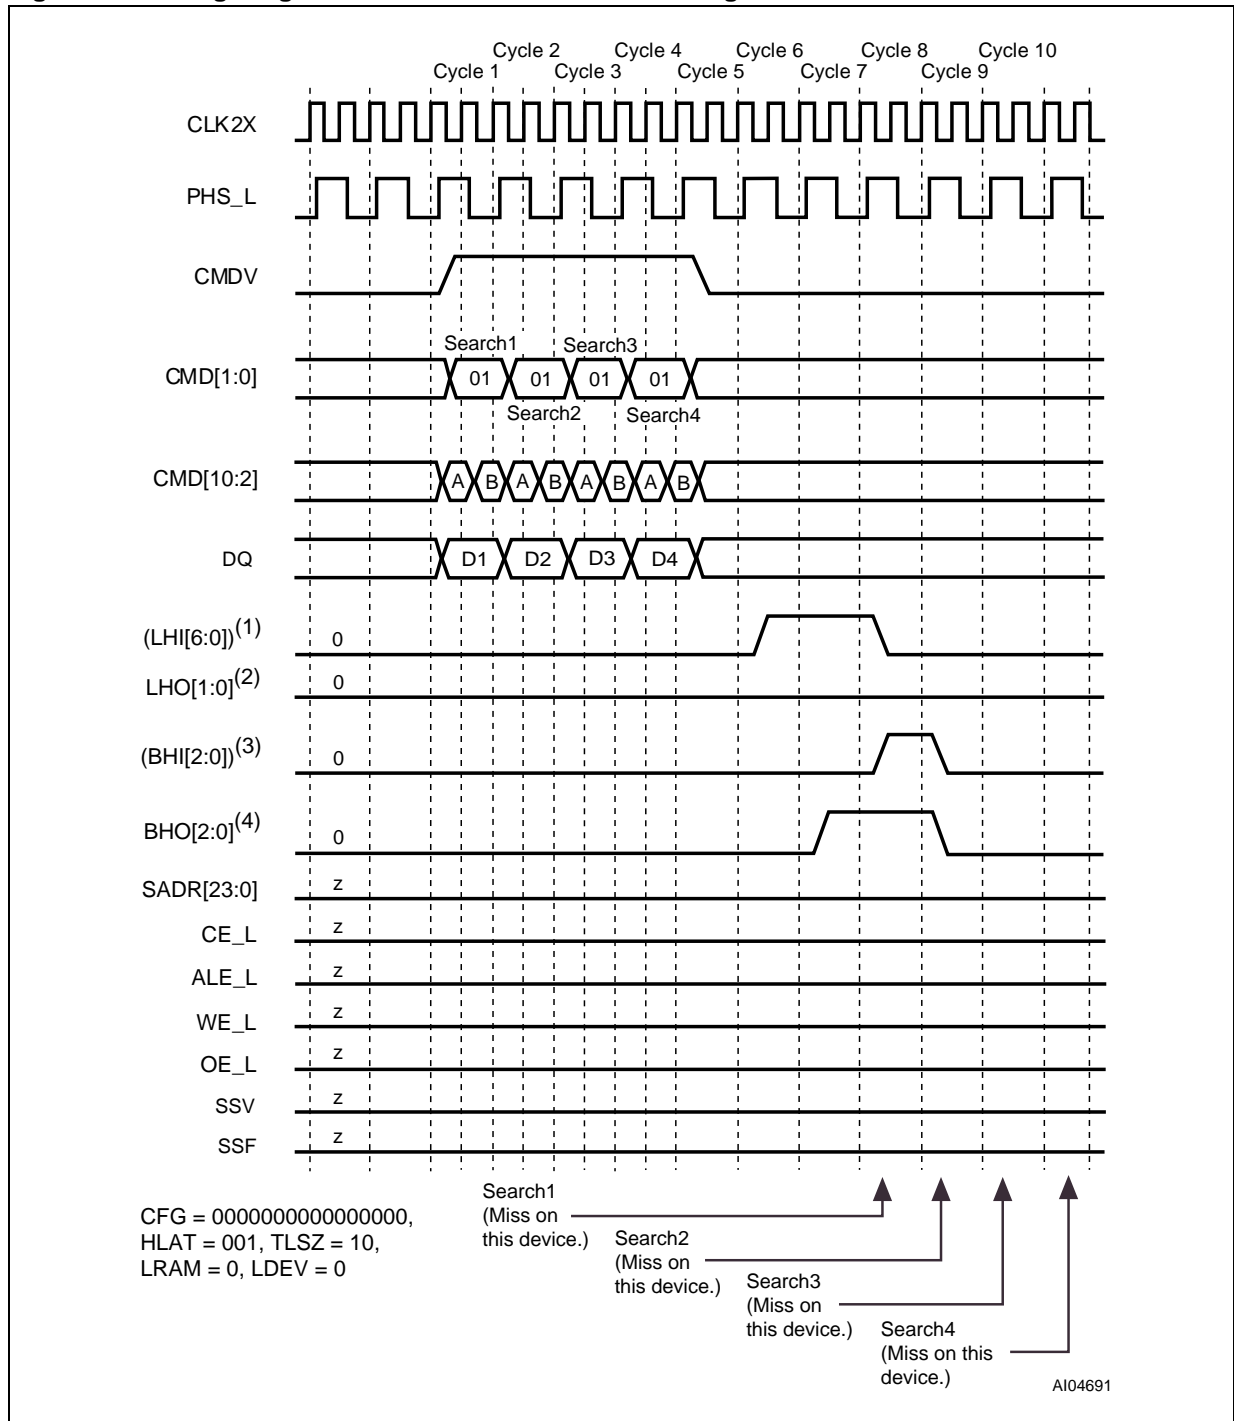 Cycle 2 Cycle 4 Cycle 6 Cycle 8 Cycle 10
Cycle 1 Cycle 3 Cycle 5 Cycle 7 Cycle 9
CLK2X
PHS_L
CMDV
Search1 Search3
CMD[1:0] 01 01 01 01
Search2 Search4
CMD[10:2] A B A B A B A B
DQ D1 D2 D3 D4
(LHI[6:0])(1) 0
LHO[1:0](2) 0
(BHI[2:0])(3) 0
BHO[2:0](4) 0
SADR[23:0] z
CE_L z
ALE_L z
WE_L z
OE_L z
SSV z
SSF z
Search1
(Miss on
this device.)
Search2
(Miss on
this device.)
Search3
(Miss on
this device.)
Search4
(Miss on this
device.)
CFG = 0000000000000000,
HLAT = 001, TLSZ = 10,
LRAM = 0, LDEV = 0
AI04691